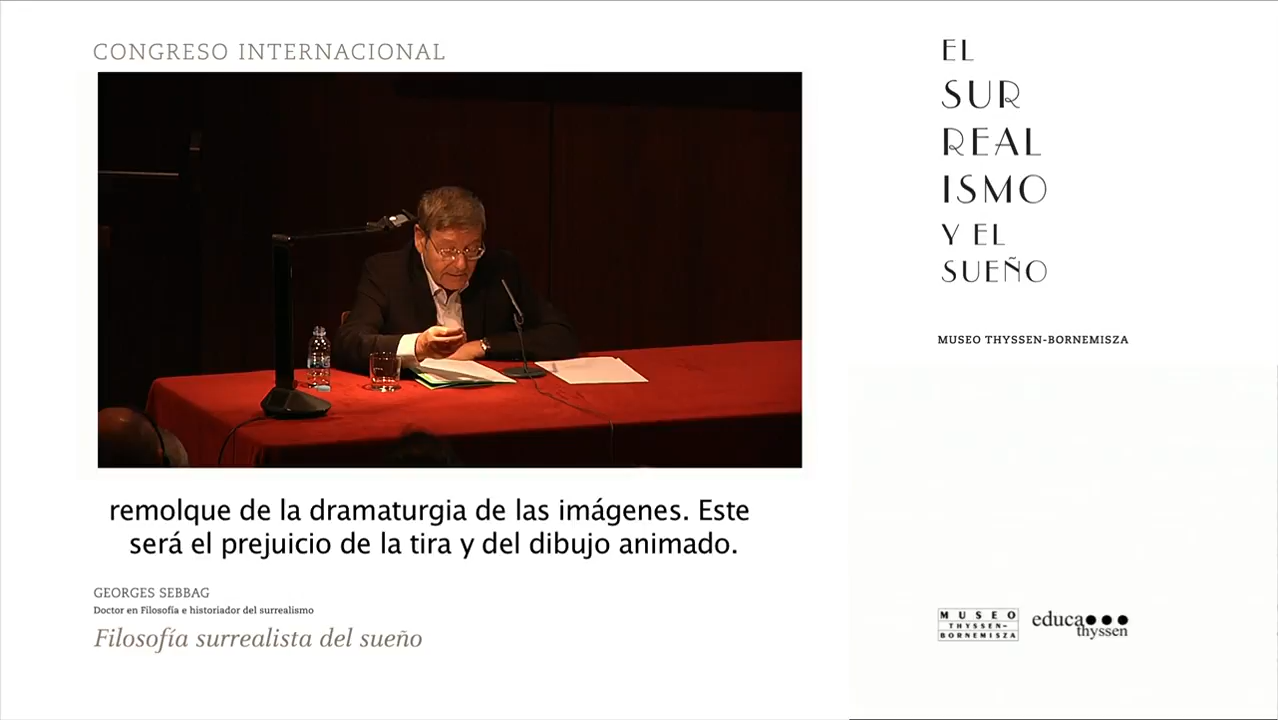 CONGRESO INTERNACIONAL
EL
SUR
REAL
ISMO
Y EL
SUEÑO
MUSEO THYSSEN-BORNEMISZA
remolque de la dramaturgia de las imágenes. Este
será el prejuicio de la tira y del dibujo animado.
GEORGES SEBBAG
Doctor en Filosofía e historiador del surrealismo
Filosofía surrealista del sueño
MUSEO
THYSSEN-
BORNEMISZA
educa
thyssen